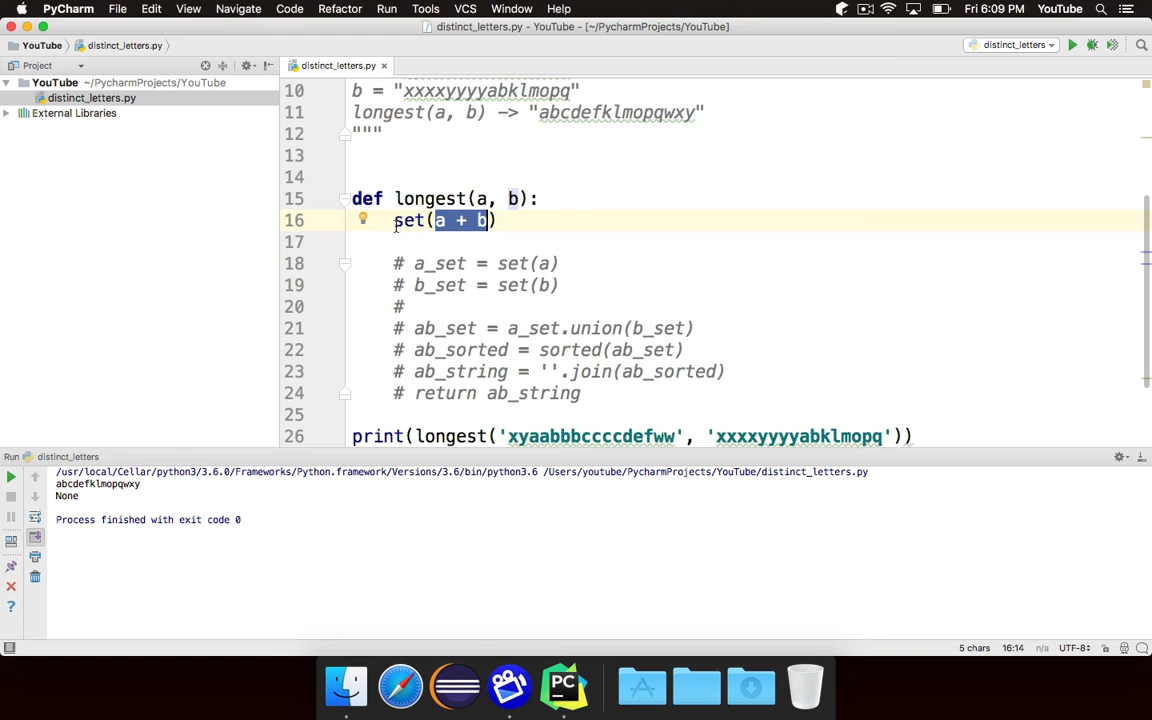 PyCharm File Edit View Navigate Code Refactor Run Tools VCS Window Help Fri 6:09 PM YouTube
distinct_letters.py - YouTube - [~/PycharmProjects/YouTube]
YouTube distinct_letters.py distinct_letters
Project distinct_letters.py
YouTube ~/PycharmProjects/YouTube
distinct_letters.py
External Libraries
10 b = "xxxxyyyyabklmopq"
11 longest(a, b) -> "abcdefklmopqwxy"
12 """
13
14
15 def longest(a, b):
16 set(a + b)
17
18 # a_set = set(a)
19 # b_set = set(b)
20 #
21 # ab_set = a_set.union(b_set)
22 # ab_sorted = sorted(ab_set)
23 # ab_string = ''.join(ab_sorted)
24 # return ab_string
25
26 print(longest('xyaabbbccccdefww', 'xxxxyyyyabklmopq'))
Run distinct_letters
/usr/local/Cellar/python3/3.6.0/Frameworks/Python.framework/Versions/3.6/bin/python3.6 /Users/youtube/PycharmProjects/YouTube/distinct_letters.py
abcdefklmopqwxy
None
Process finished with exit code 0
5 chars 16:14 n/a UTF-8
PC